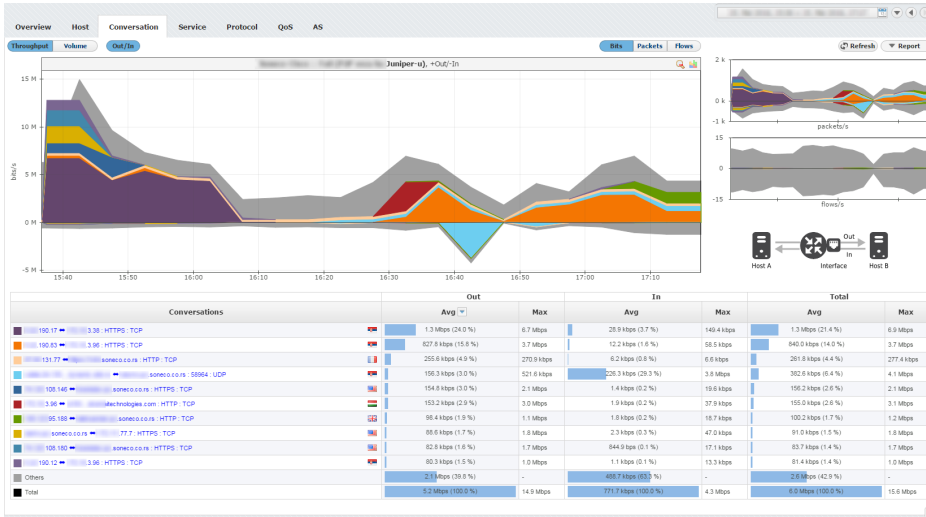 Overview Host Conversation Service Protocol QoS AS
Throughput Volume Out/In Bits Packets Flows Refresh Report
Juniper-u), +Out/-In
15 M
10 M
5 M
0 M
-5 M
bits/s
15:40 15:50 16:00 16:10 16:20 16:30 16:40 16:50 17:00 17:10
2 k
0 k
-1 k
packets/s
15
0
-15
flows/s
Out
In
Host A Interface Host B
Out In Total
Conversations Avg Max Avg Max Avg Max
190.17 ⬌ 3.38 : HTTPS : TCP 1.3 Mbps (24.0 %) 6.7 Mbps 28.9 kbps (3.7 %) 149.4 kbps 1.3 Mbps (21.4 %) 6.9 Mbps
190.83 ⬌ 3.96 : HTTPS : TCP 827.8 kbps (15.8 %) 3.7 Mbps 12.2 kbps (1.6 %) 58.5 kbps 840.0 kbps (14.0 %) 3.7 Mbps
131.77 ⬌ soneco.co.rs : HTTP : TCP 255.6 kbps (4.9 %) 270.9 kbps 6.2 kbps (0.8 %) 6.6 kbps 261.8 kbps (4.4 %) 277.4 kbps
⬌ .soneco.co.rs : 58964 : UDP 156.3 kbps (3.0 %) 521.6 kbps 226.3 kbps (29.3 %) 3.8 Mbps 382.6 kbps (6.4 %) 4.1 Mbps
108.146 ⬌ .soneco.co.rs : HTTPS : TCP 154.8 kbps (3.0 %) 2.1 Mbps 1.4 kbps (0.2 %) 19.6 kbps 156.2 kbps (2.6 %) 2.1 Mbps
3.96 ⬌ technologies.com : HTTP : TCP 153.2 kbps (2.9 %) 3.0 Mbps 1.9 kbps (0.2 %) 37.9 kbps 155.0 kbps (2.6 %) 3.1 Mbps
95.188 ⬌ .soneco.co.rs : HTTPS : TCP 98.4 kbps (1.9 %) 1.1 Mbps 1.8 kbps (0.2 %) 18.7 kbps 100.2 kbps (1.7 %) 1.2 Mbps
.soneco.co.rs ⬌ .77.7 : HTTPS : TCP 88.6 kbps (1.7 %) 1.8 Mbps 2.3 kbps (0.3 %) 47.0 kbps 91.0 kbps (1.5 %) 1.8 Mbps
108.180 ⬌ .soneco.co.rs : HTTPS : TCP 82.8 kbps (1.6 %) 1.7 Mbps 844.9 bps (0.1 %) 17.1 kbps 83.7 kbps (1.4 %) 1.7 Mbps
190.12 ⬌ 3.96 : HTTPS : TCP 80.3 kbps (1.5 %) 1.0 Mbps 1.1 kbps (0.1 %) 13.3 kbps 81.4 kbps (1.4 %) 1.0 Mbps
Others 2.1 Mbps (39.8 %) - 488.7 kbps (63.3 %) - 2.6 Mbps (42.9 %) -
Total 5.2 Mbps (100.0 %) 14.9 Mbps 771.7 kbps (100.0 %) 4.3 Mbps 6.0 Mbps (100.0 %) 15.6 Mbps